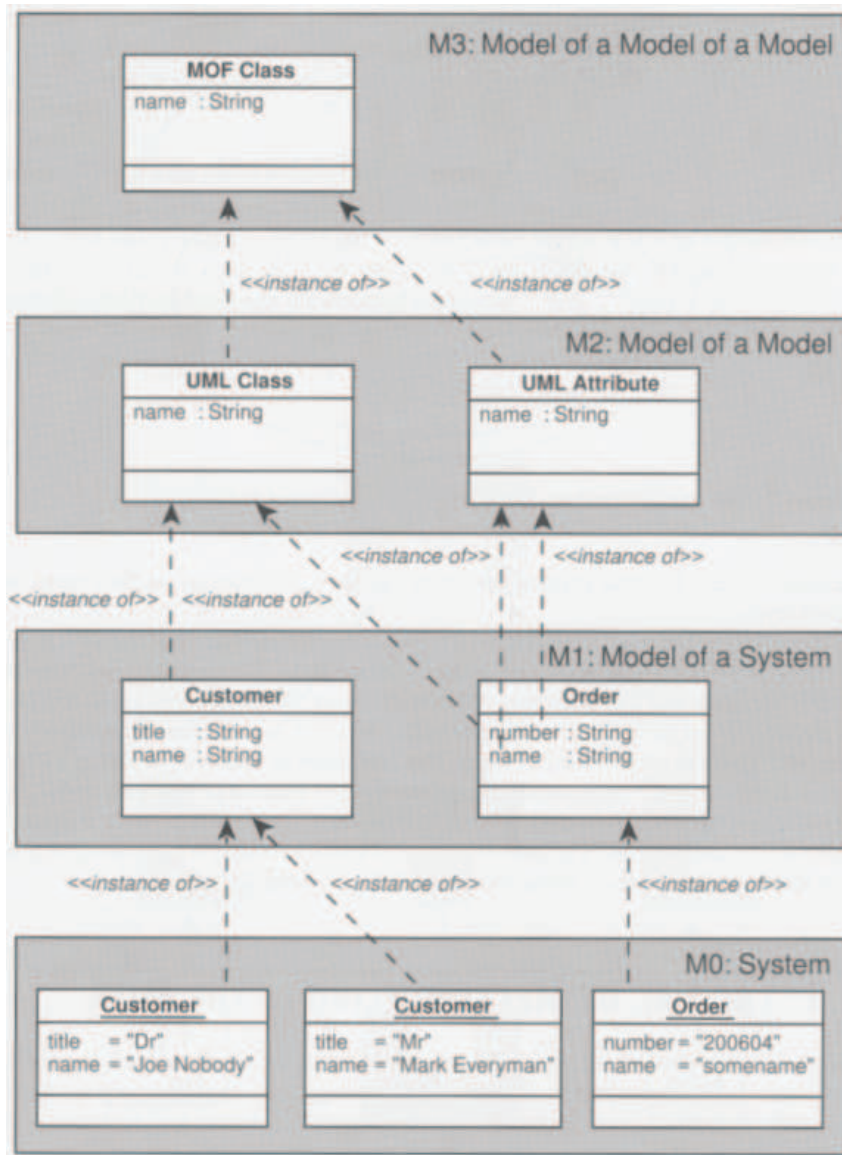 M3: Model of a Model of a Model
MOF Class
name : String
<<instance of>>
<<instance of>>
M2: Model of a Model
UML Class
name : String
UML Attribute
name : String
<<instance of>>
<<instance of>>
<<instance of>>
<<instance of>>
M1: Model of a System
Customer
title : String
name : String
Order
number : String
name : String
<<instance of>>
<<instance of>>
<<instance of>>
M0: System
Customer
title = "Dr"
name = "Joe Nobody"
Customer
title = "Mr"
name = "Mark Everyman"
Order
number = "200604"
name = "somename"